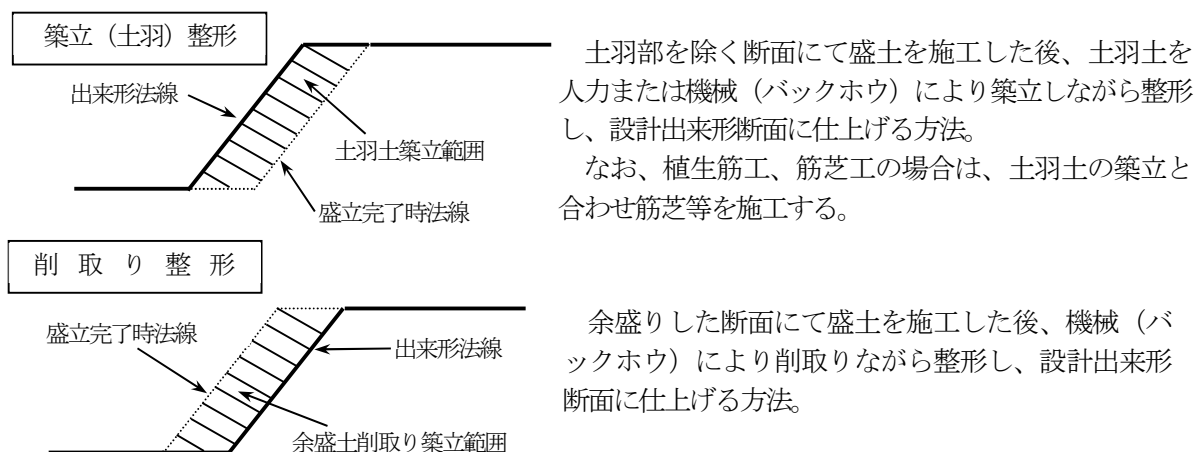 築立（土羽）整形
土羽部を除く断面にて盛土を施工した後、土羽土を
人力または機械（バックホウ）により築立しながら整形
し、設計出来形断面に仕上げる方法。
なお、植生筋工、筋芝工の場合は、土羽土の築立と
合わせ筋芝等を施工する。
出来形法線
土羽土築立範囲
盛立完了時法線
削取り整形
余盛りした断面にて盛土を施工した後、機械（バ
ックホウ）により削取りながら整形し、設計出来形
断面に仕上げる方法。
盛立完了時法線
出来形法線
余盛土削取り築立範囲